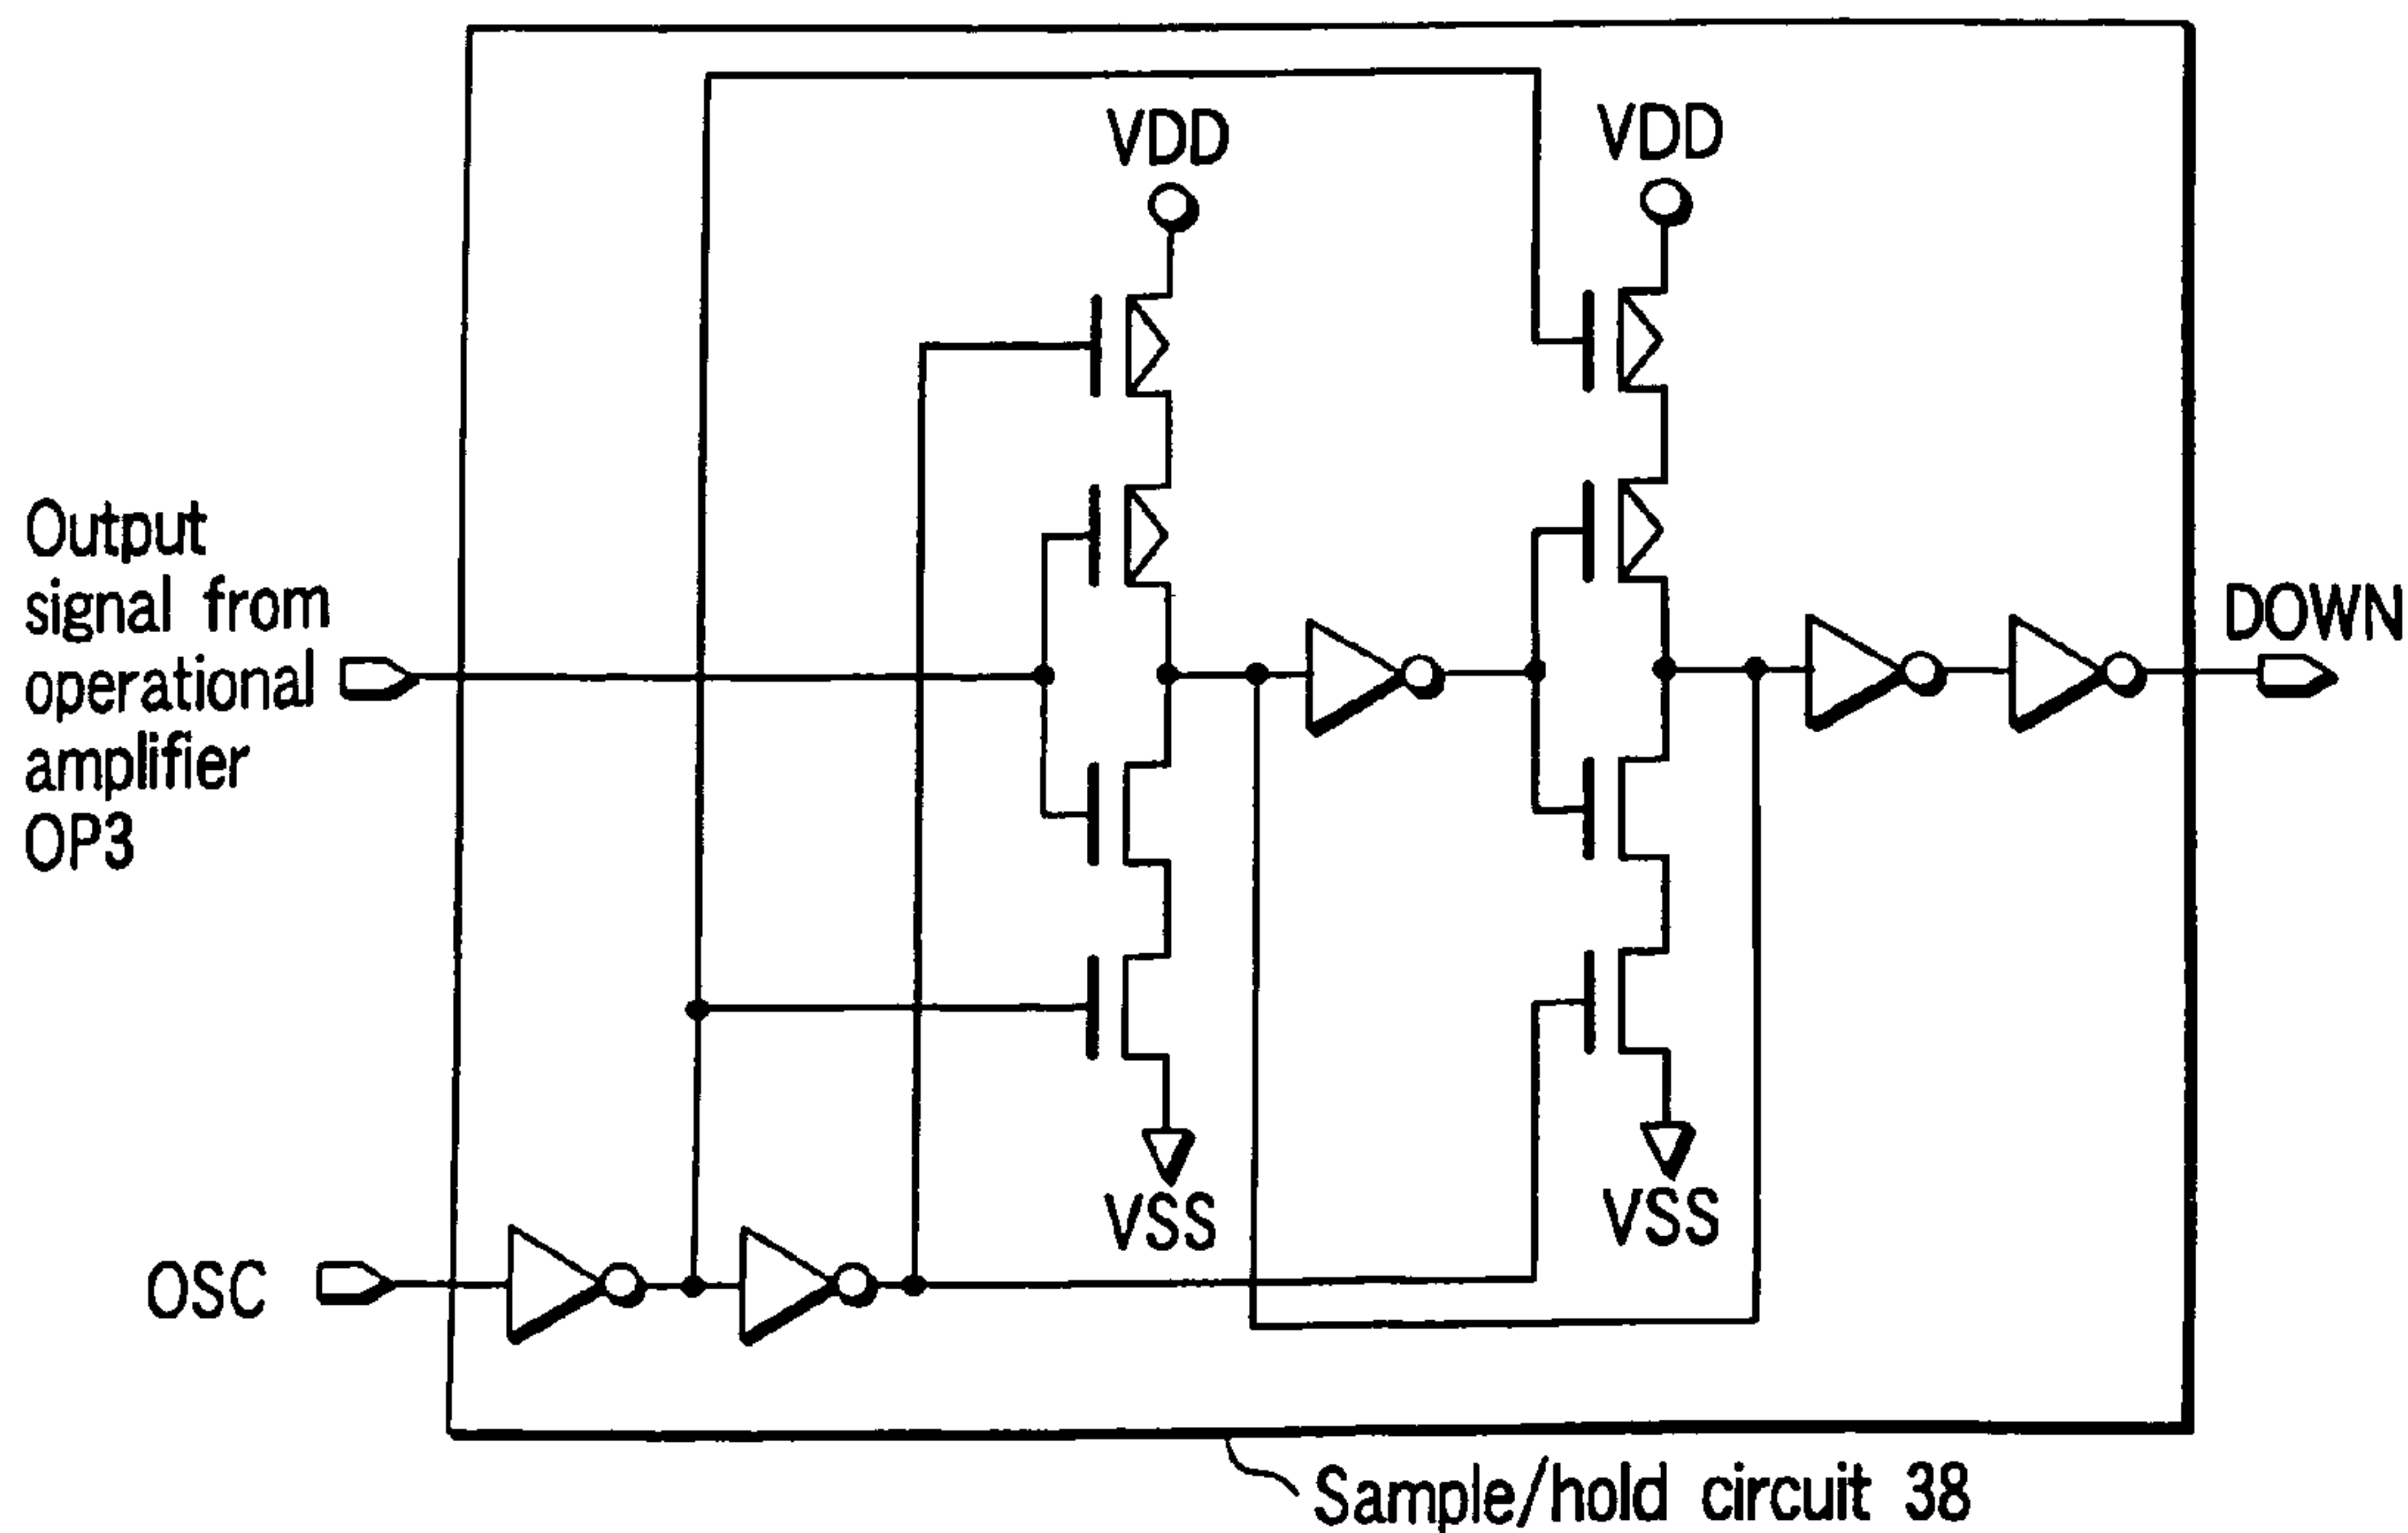 VDD
VDD
Output
signal from
operational
amplifier
OP3
DOWN
VSS
VSS
OSC
Sample/hold circuit 38